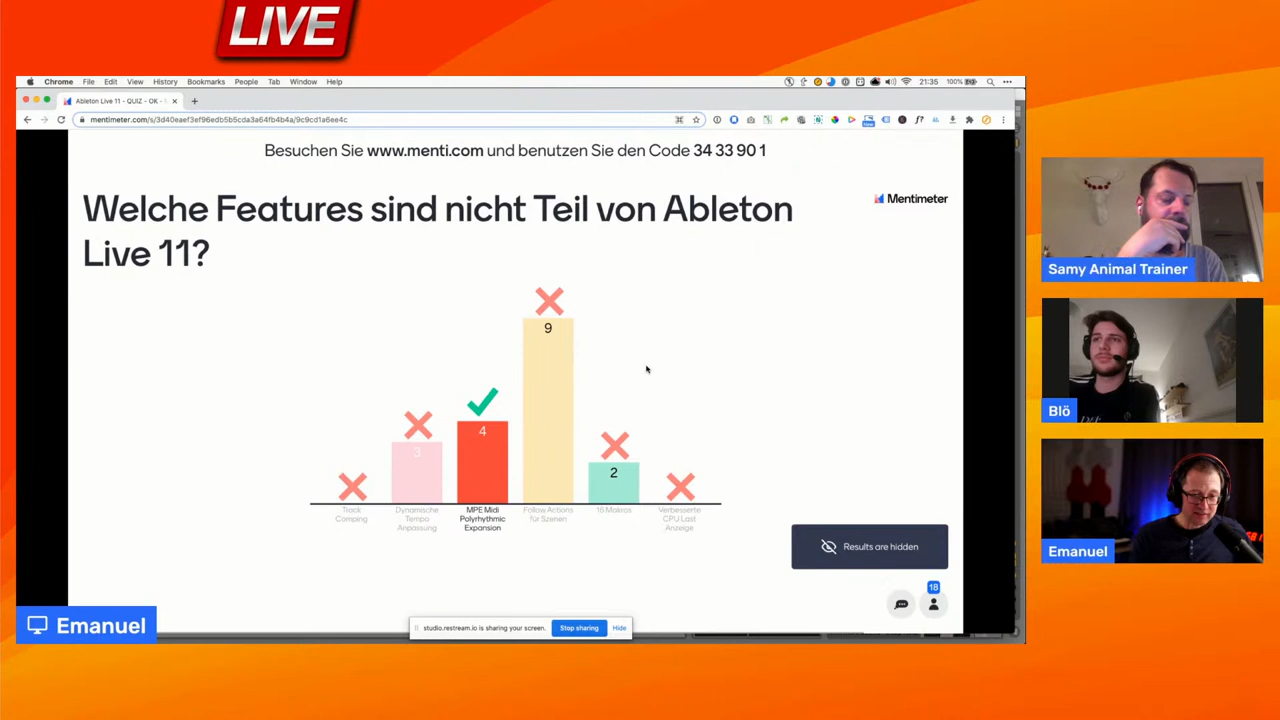 LIVE
Chrome File Edit View History Bookmarks People Tab Window Help
21:35 100%
Ableton Live 11 - QUIZ - OK -
mentimeter.com/s/3d40eaef3ef96edb5b5cda3a64fb4b4a/9c9cd1a6ee4c
Besuchen Sie www.menti.com und benutzen Sie den Code 34 33 90 1
Welche Features sind nicht Teil von Ableton
Live 11?
Mentimeter
9
4
3
2
Track
Comping
Dynamische
Tempo
Anpassung
MPE Midi
Polyrhythmic
Expansion
Follow Actions
für Szenen
16 Makros
Verbesserte
CPU Last
Anzeige
Results are hidden
18
studio.restream.io is sharing your screen. Stop sharing Hide
Emanuel
Samy Animal Trainer
Blö
Emanuel